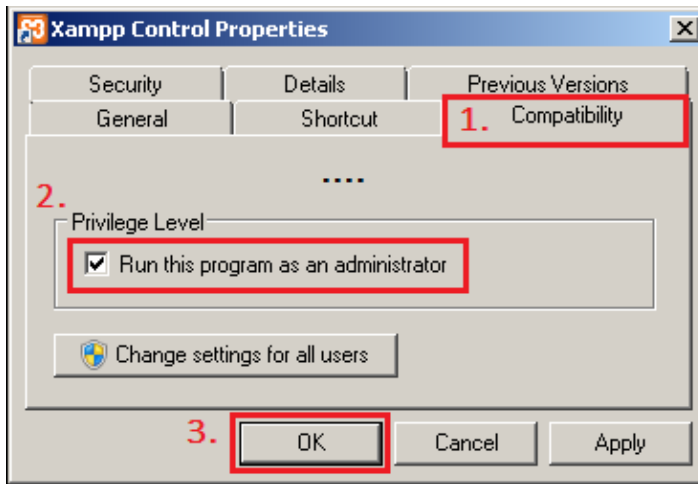 Xampp Control Properties
Security Details Previous Versions
General Shortcut 1. Compatibility
....
2.
Privilege Level
Run this program as an administrator
Change settings for all users
3. OK Cancel Apply